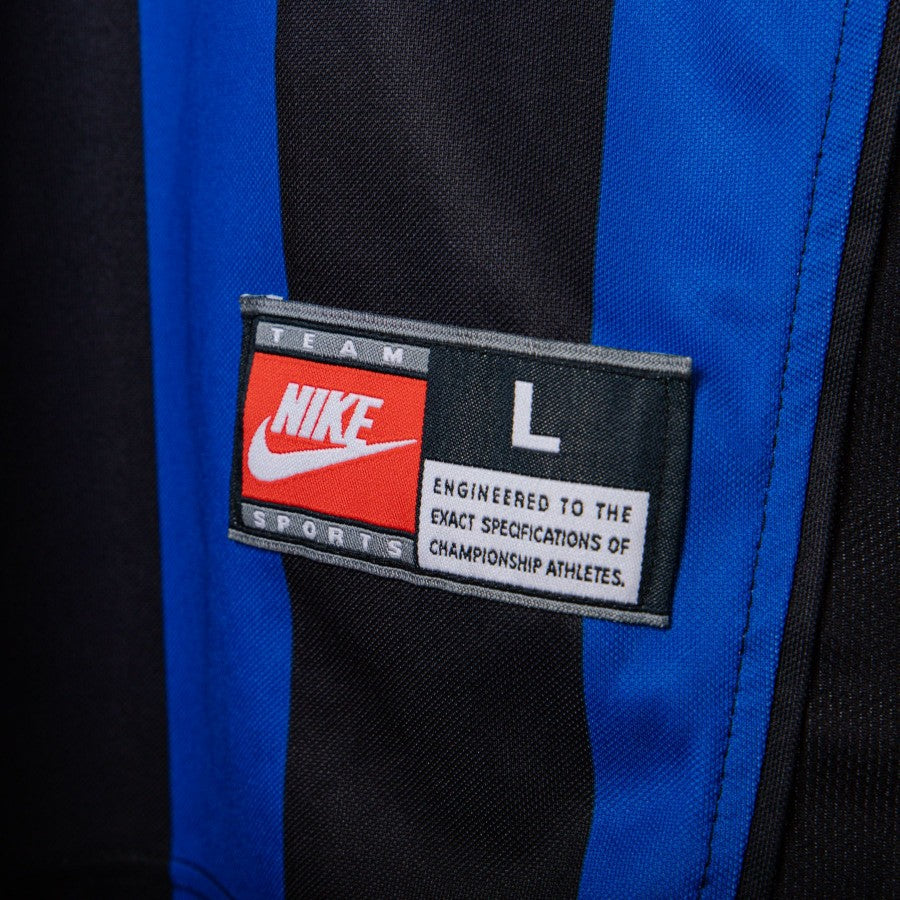 TEAM
NIKE
SPORTS
L
ENGINEERED TO THE
EXACT SPECIFICATIONS OF
CHAMPIONSHIP ATHLETES.